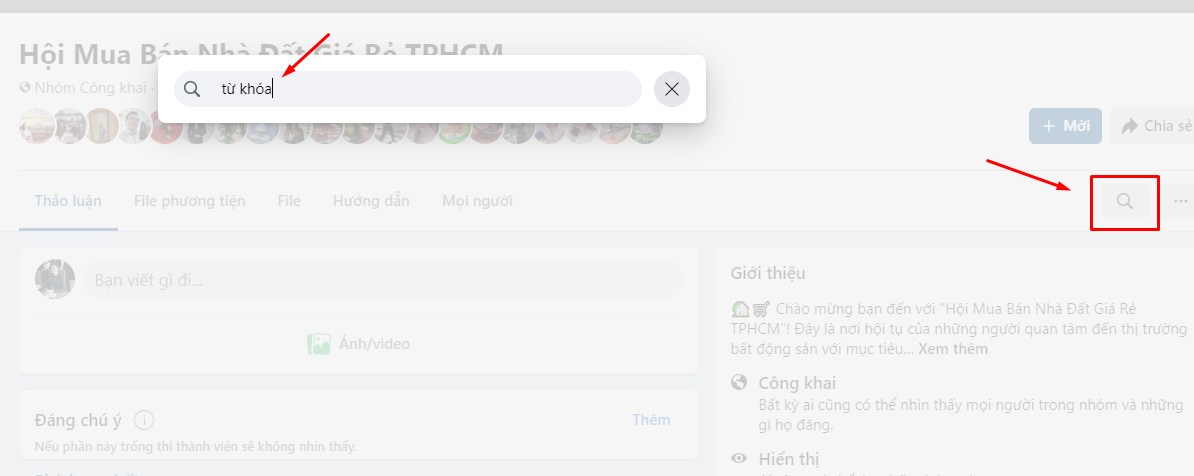 Hội Mua Bán Nhà Đất Giá Rẻ TPHCM
từ khóa
Nhóm Công khai ·
+ Mời
Chia sẻ
Thảo luận
File phương tiện
File
Hướng dẫn
Mọi người
Bạn viết gì đi...
Ảnh/video
Đáng chú ý
Thêm
Nếu phần này trống thì thành viên sẽ không nhìn thấy.
Giới thiệu
Chào mừng bạn đến với "Hội Mua Bán Nhà Đất Giá Rẻ
TPHCM"! Đây là nơi hội tụ của những người quan tâm đến thị trường
bất động sản với mục tiêu... Xem thêm
Công khai
Bất kỳ ai cũng có thể nhìn thấy mọi người trong nhóm và những
gì họ đăng.
Hiển thị